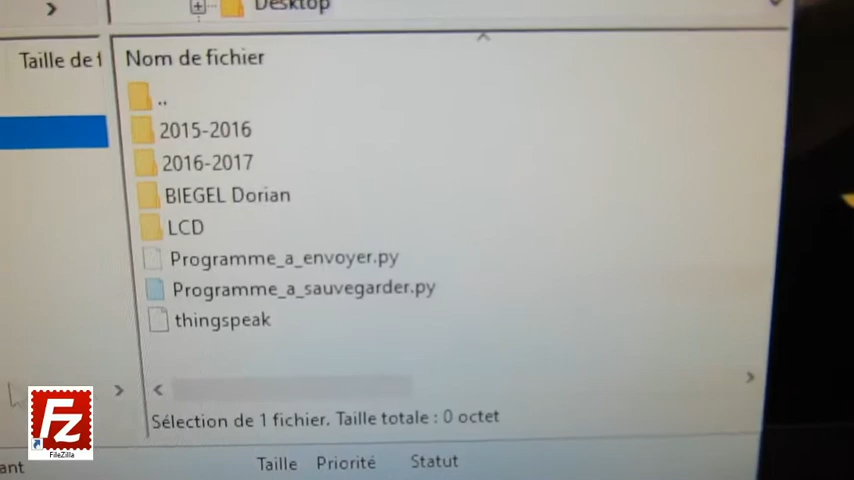 Desktop
Taille de f
Nom de fichier
..
2015-2016
2016-2017
BIEGEL Dorian
LCD
Programme_a_envoyer.py
Programme_a_sauvegarder.py
thingspeak
Sélection de 1 fichier. Taille totale : 0 octet
ant
Taille Priorité Statut
Fz
FileZilla